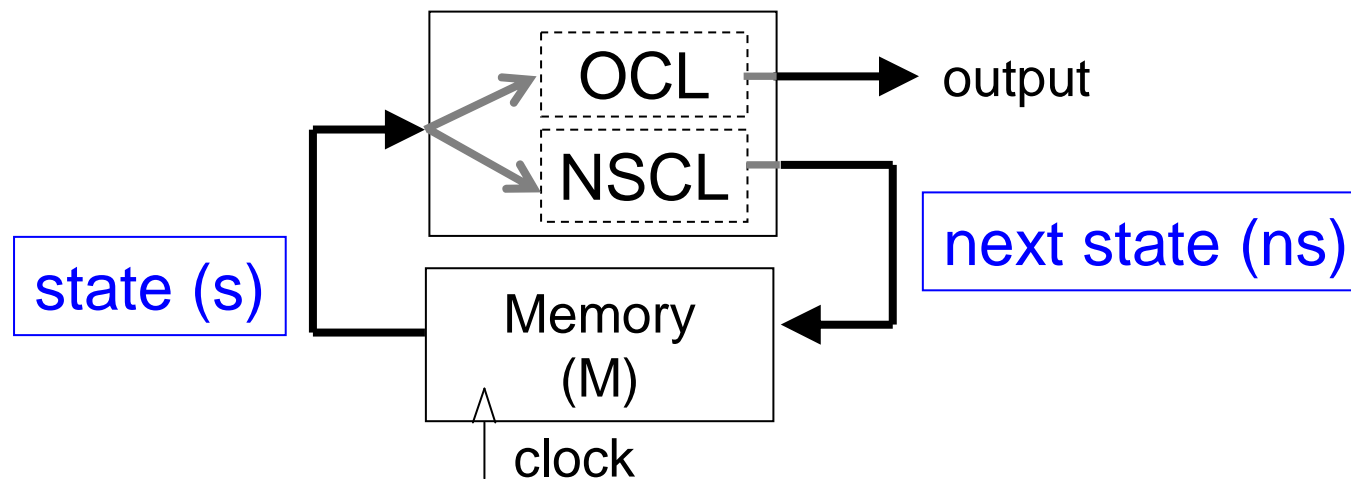 OCL
output
NSCL
next state (ns)
state (s)
Memory
(M)
clock